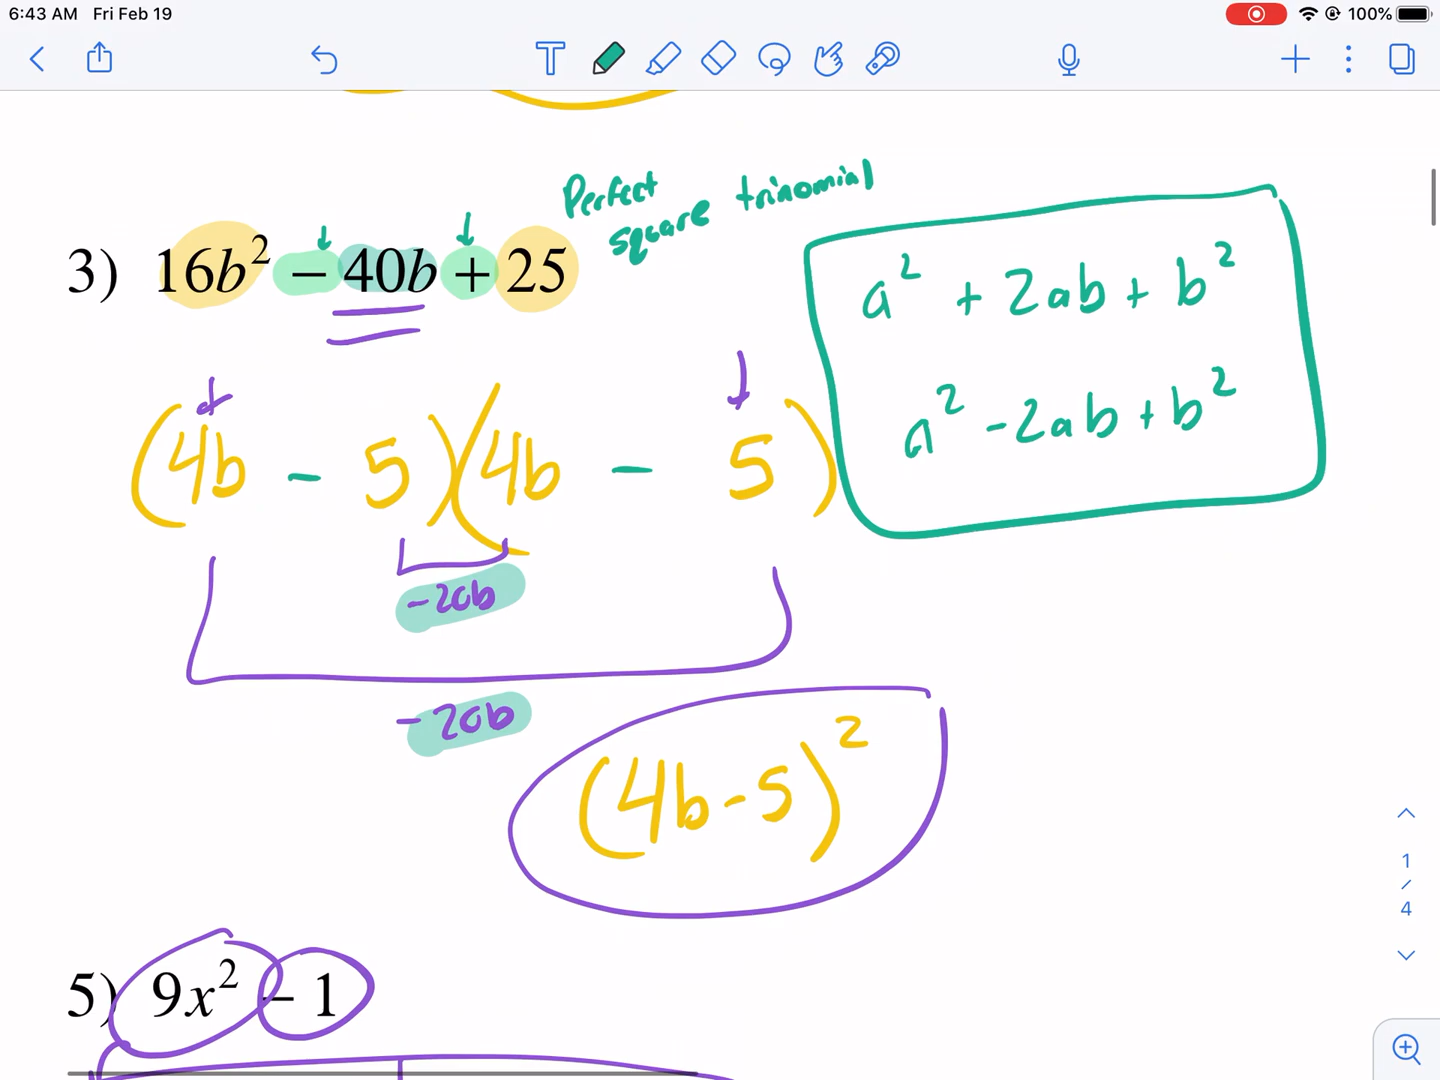 6:43 AM Fri Feb 19
100%
Perfect square trinomial
3) 16b² − 40b + 25
a² + 2ab + b²
a² - 2ab + b²
(4b - 5)(4b - 5)
-20b
-20b
(4b-5)²
1
/
4
5) 9x² − 1